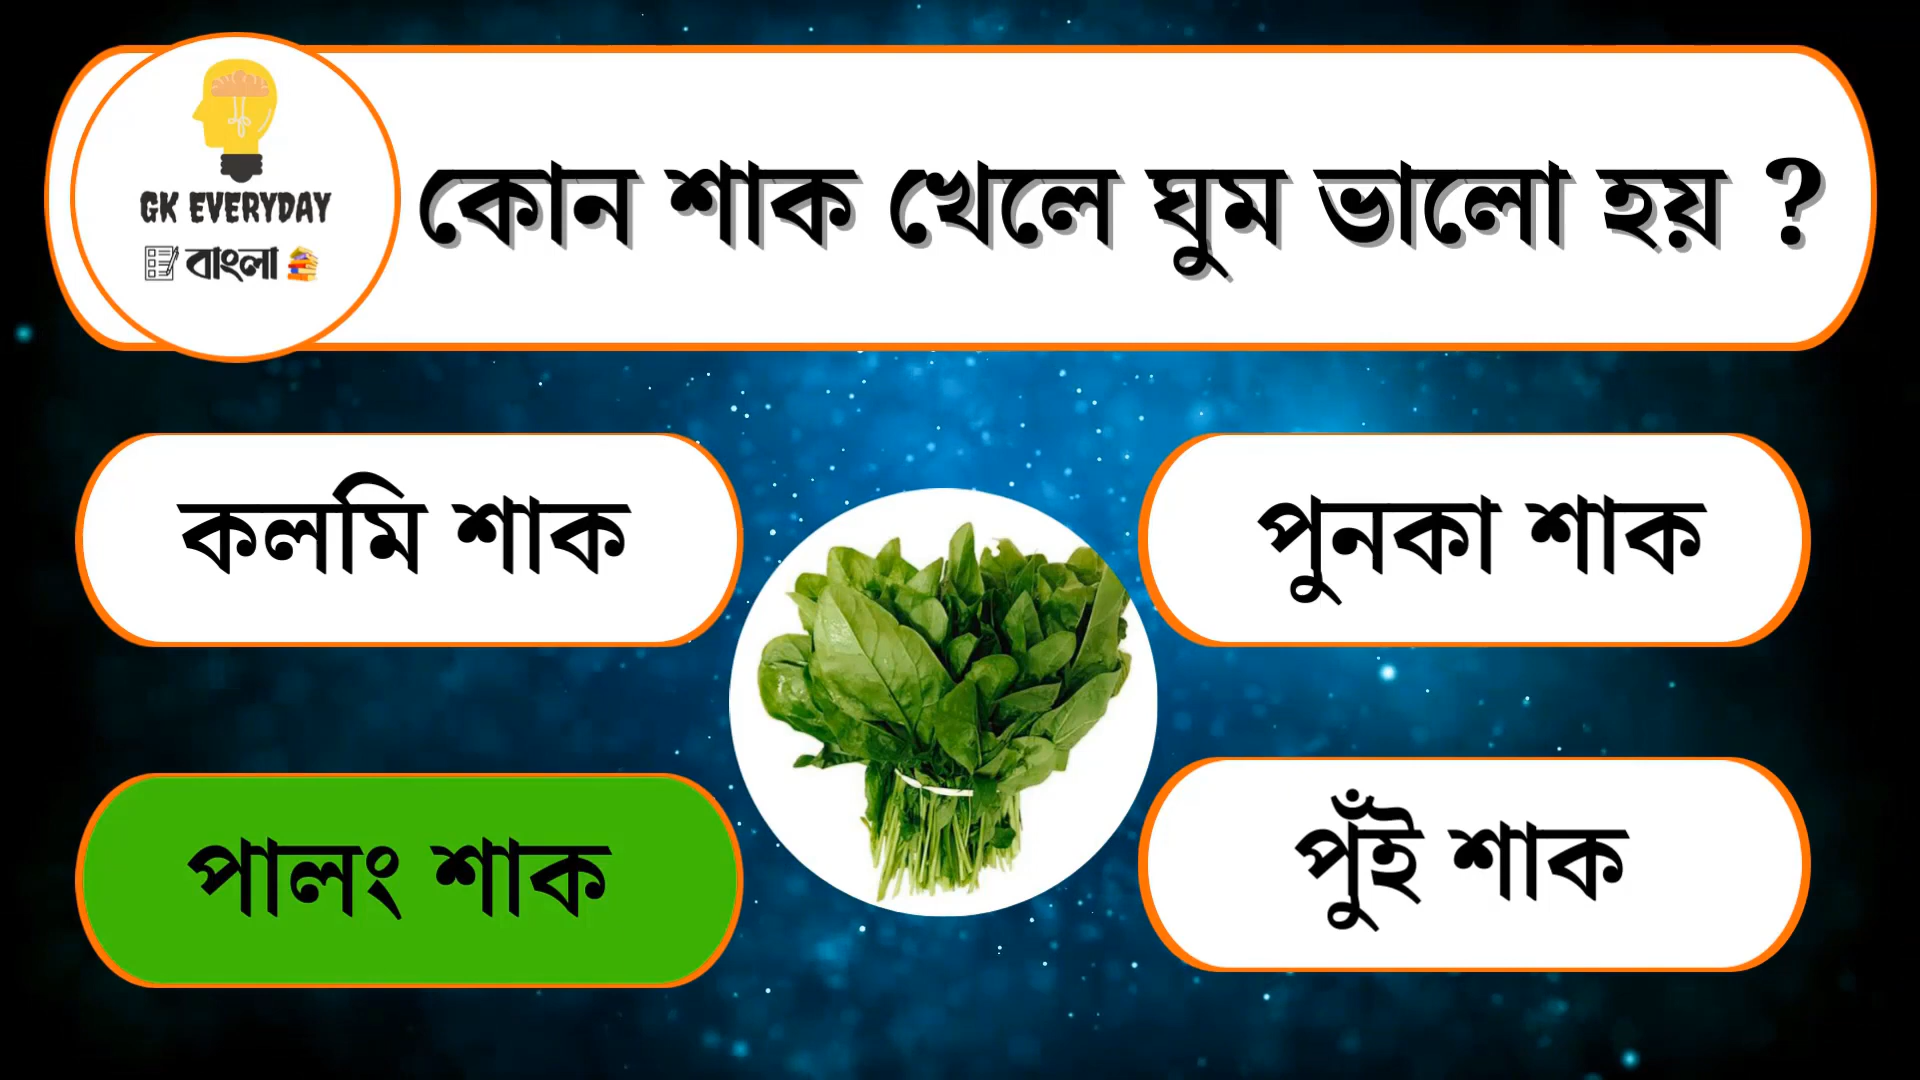 GK EVERYDAY
বাংলা
কোন শাক খেলে ঘুম ভালো হয় ?
কলমি শাক
পুনকা শাক
পালং শাক
পুঁই শাক